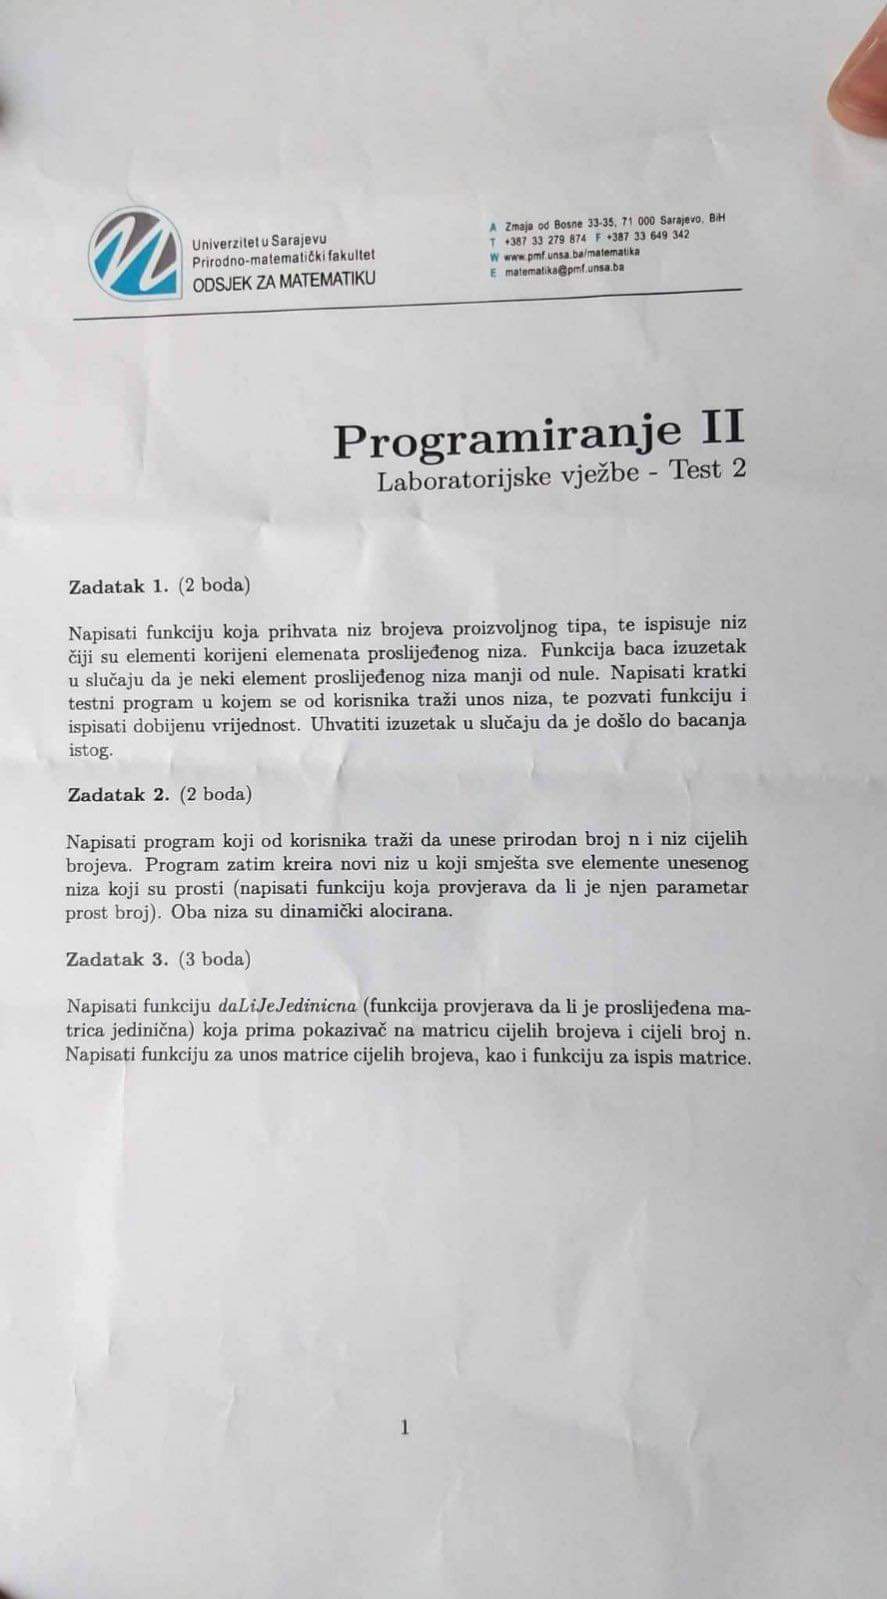 Univerzitet u Sarajevu
Prirodno-matematički fakultet
ODSJEK ZA MATEMATIKU
A Zmaja od Bosne 33-35, 71 000 Sarajevo, BiH
T +387 33 279 874 F +387 33 649 342
W www.pmf.unsa.ba/matematika
E matematika@pmf.unsa.ba
Programiranje II
Laboratorijske vježbe - Test 2
Zadatak 1. (2 boda)
Napisati funkciju koja prihvata niz brojeva proizvoljnog tipa, te ispisuje niz
čiji su elementi korijeni elemenata proslijeđenog niza. Funkcija baca izuzetak
u slučaju da je neki element proslijeđenog niza manji od nule. Napisati kratki
testni program u kojem se od korisnika traži unos niza, te pozvati funkciju i
ispisati dobijenu vrijednost. Uhvatiti izuzetak u slučaju da je došlo do bacanja
istog.
Zadatak 2. (2 boda)
Napisati program koji od korisnika traži da unese prirodan broj n i niz cijelih
brojeva. Program zatim kreira novi niz u koji smješta sve elemente unesenog
niza koji su prosti (napisati funkciju koja provjerava da li je njen parametar
prost broj). Oba niza su dinamički alocirana.
Zadatak 3. (3 boda)
Napisati funkciju daLiJeJedinicna (funkcija provjerava da li je proslijeđena ma-
trica jedinična) koja prima pokazivač na matricu cijelih brojeva i cijeli broj n.
Napisati funkciju za unos matrice cijelih brojeva, kao i funkciju za ispis matrice.
1